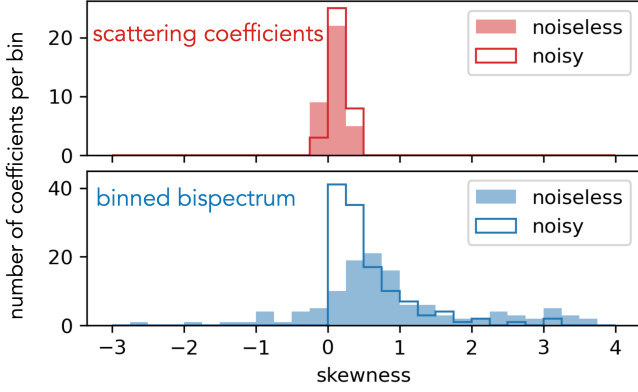 number of coefficients per bin
scattering coefficients
noiseless
noisy
20
10
0
binned bispectrum
noiseless
noisy
40
20
0
−3 −2 −1 0 1 2 3 4
skewness